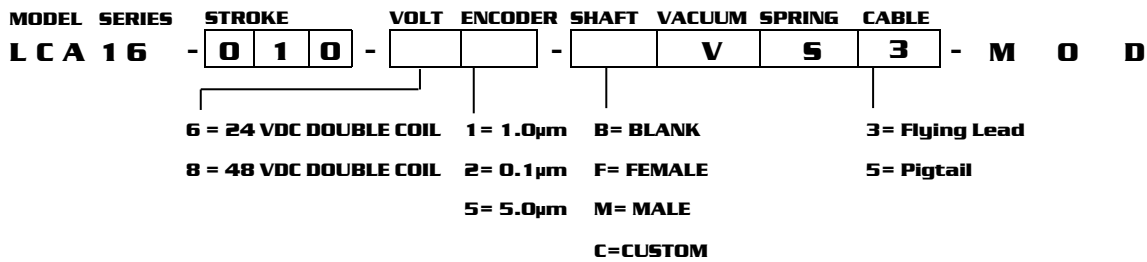 MODEL SERIES STROKE VOLT ENCODER SHAFT VACUUM SPRING CABLE
LCA 16 - 0 1 0 - - V S 3 - M O D
6 = 24 VDC DOUBLE COIL 1= 1.0µm B= BLANK 3= Flying Lead
8 = 48 VDC DOUBLE COIL 2= 0.1µm F= FEMALE 5= Pigtail
5= 5.0µm M= MALE
C=CUSTOM